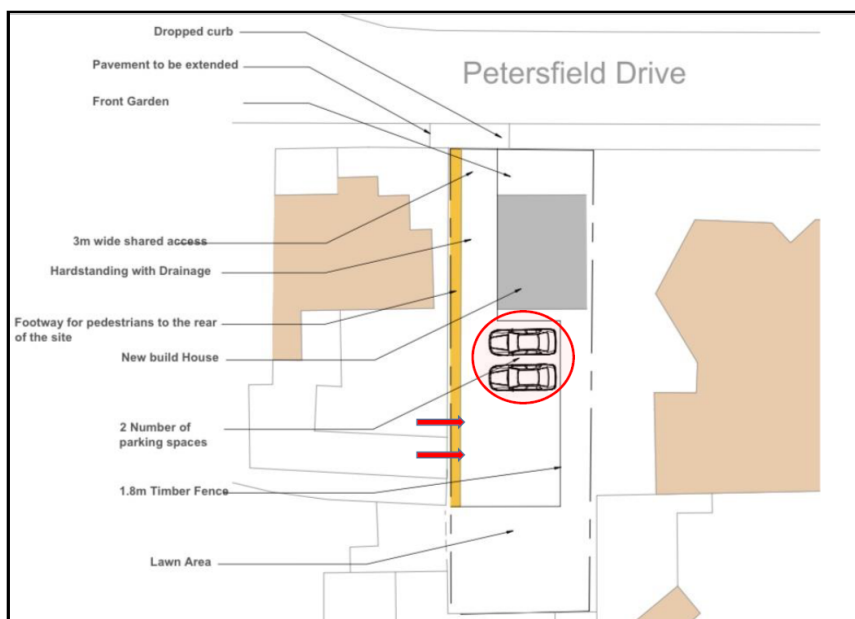 Dropped curb
Pavement to be extended
Petersfield Drive
Front Garden
3m wide shared access
Hardstanding with Drainage
Footway for pedestrians to the rear
of the site
New build House
2 Number of
parking spaces
1.8m Timber Fence
Lawn Area